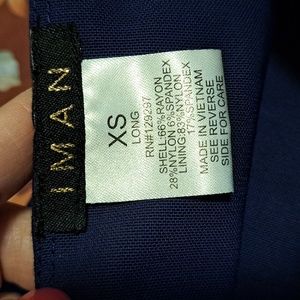 IMAN
XS
LONG
RN#129297
SHELL:66%RAYON
28%NYLON 6%SPANDEX
LINING:83%NYLON
17%SPANDEX
MADE IN VIETNAM
SEE REVERSE
SIDE FOR CARE